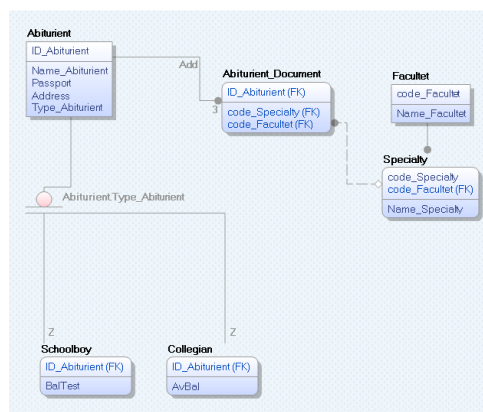 Abiturient
ID_Abiturient
Name_Abiturient
Passport
Address
Type_Abiturient
Add
3
Abiturient_Document
ID_Abiturient (FK)
code_Specialty (FK)
code_Facultet (FK)
Facultet
code_Facultet
Name_Facultet
Specialty
code_Specialty
code_Facultet (FK)
Name_Specialty
Abiturient.Type_Abiturient
Z
Z
Schoolboy
ID_Abiturient (FK)
BalTest
Collegian
ID_Abiturient (FK)
AvBal